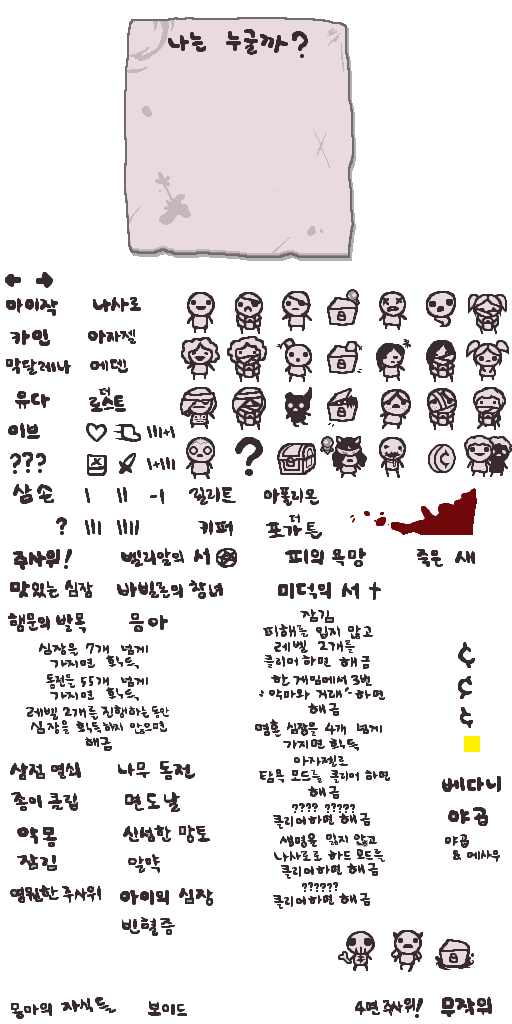 나는 누굴까?
아이작 나사로
카인 아자젤
막달레나 에덴
유다 더 로스트
이브 III+1
??? 1+III
삼손 I II -1 릴리트 아폴리온
? III IIII 키퍼 더 포가튼
주사위! 벨리알의 서 피의 욕망 죽은 새
맛있는 심장 바빌론의 창녀 미덕의 서 †
행운의 발목 음아
잠김
피해를 입지 않고
레벨 2개를
클리어하면 해금
심장을 7개 넘게
가지면 획득
동전을 55개 넘게
가지면 획득
레벨 2개를 진행하는동안
심장을 획득하지 않으면
해금
한 게임에서 3번
"악마와 거래" 하면
해금
영혼 심장을 4개 넘게
가지면 획득
아자젤로
탐욕 모드를 클리어 하면
해금
???? ?????
클리어하면 해금
생명을 잃지 않고
나사로로 하드 모드를
클리어하면 해금
??????
클리어하면 해금
¢
¢
¢
삼전 열쇠 나무 동전
종이 클립 면도날
악몽 신성한 망토
잠김 알약
영원한 주사위 아이의 심장
빈혈증
베다니
야곱
야곱
& 에사우
몽마의 자식들 보이드 4면 주사위! 무작위